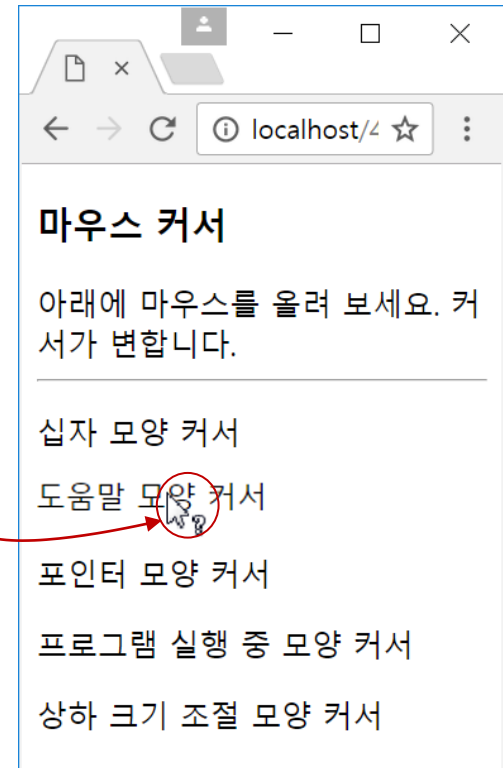 localhost/4
마우스 커서
아래에 마우스를 올려 보세요. 커
서가 변합니다.
십자 모양 커서
도움말 모양 커서
포인터 모양 커서
프로그램 실행 중 모양 커서
상하 크기 조절 모양 커서